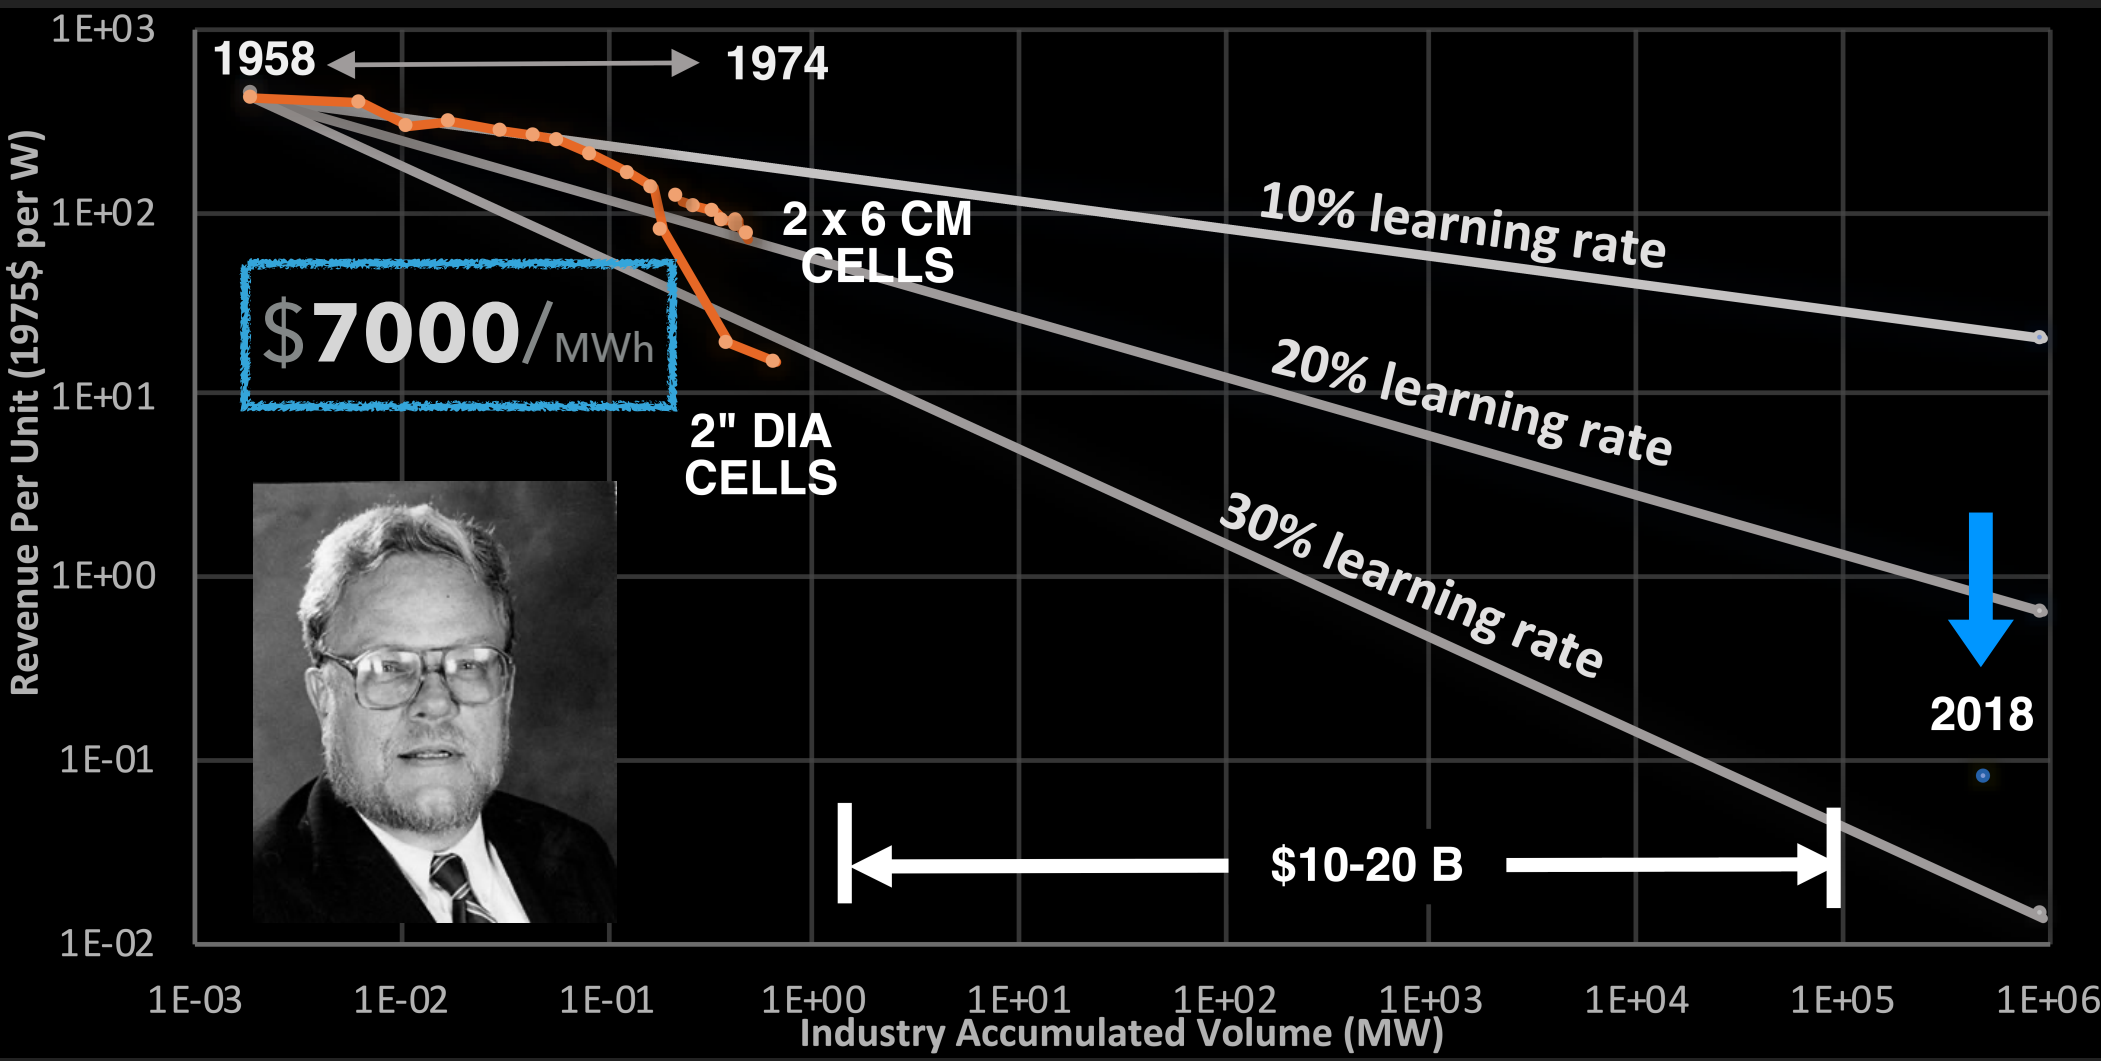 1E+03
1958
1974
1E+02
2 x 6 CM
CELLS
10% learning rate
$7000/MWh
20% learning rate
1E+01
2" DIA
CELLS
30% learning rate
1E+00
2018
1E-01
$10-20 B
1E-02
Revenue Per Unit (1975$ per W)
1E-03 1E-02 1E-01 1E+00 1E+01 1E+02 1E+03 1E+04 1E+05 1E+06
Industry Accumulated Volume (MW)